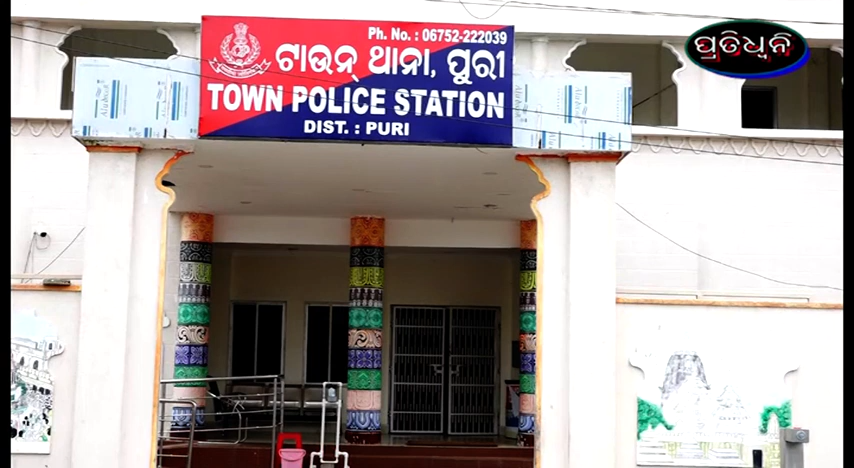 Ph. No. : 06752-222039
ଟାଉନ୍ ଥାନା, ପୁରୀ
TOWN POLICE STATION
DIST. : PURI
ପ୍ରତିଧ୍ୱନି